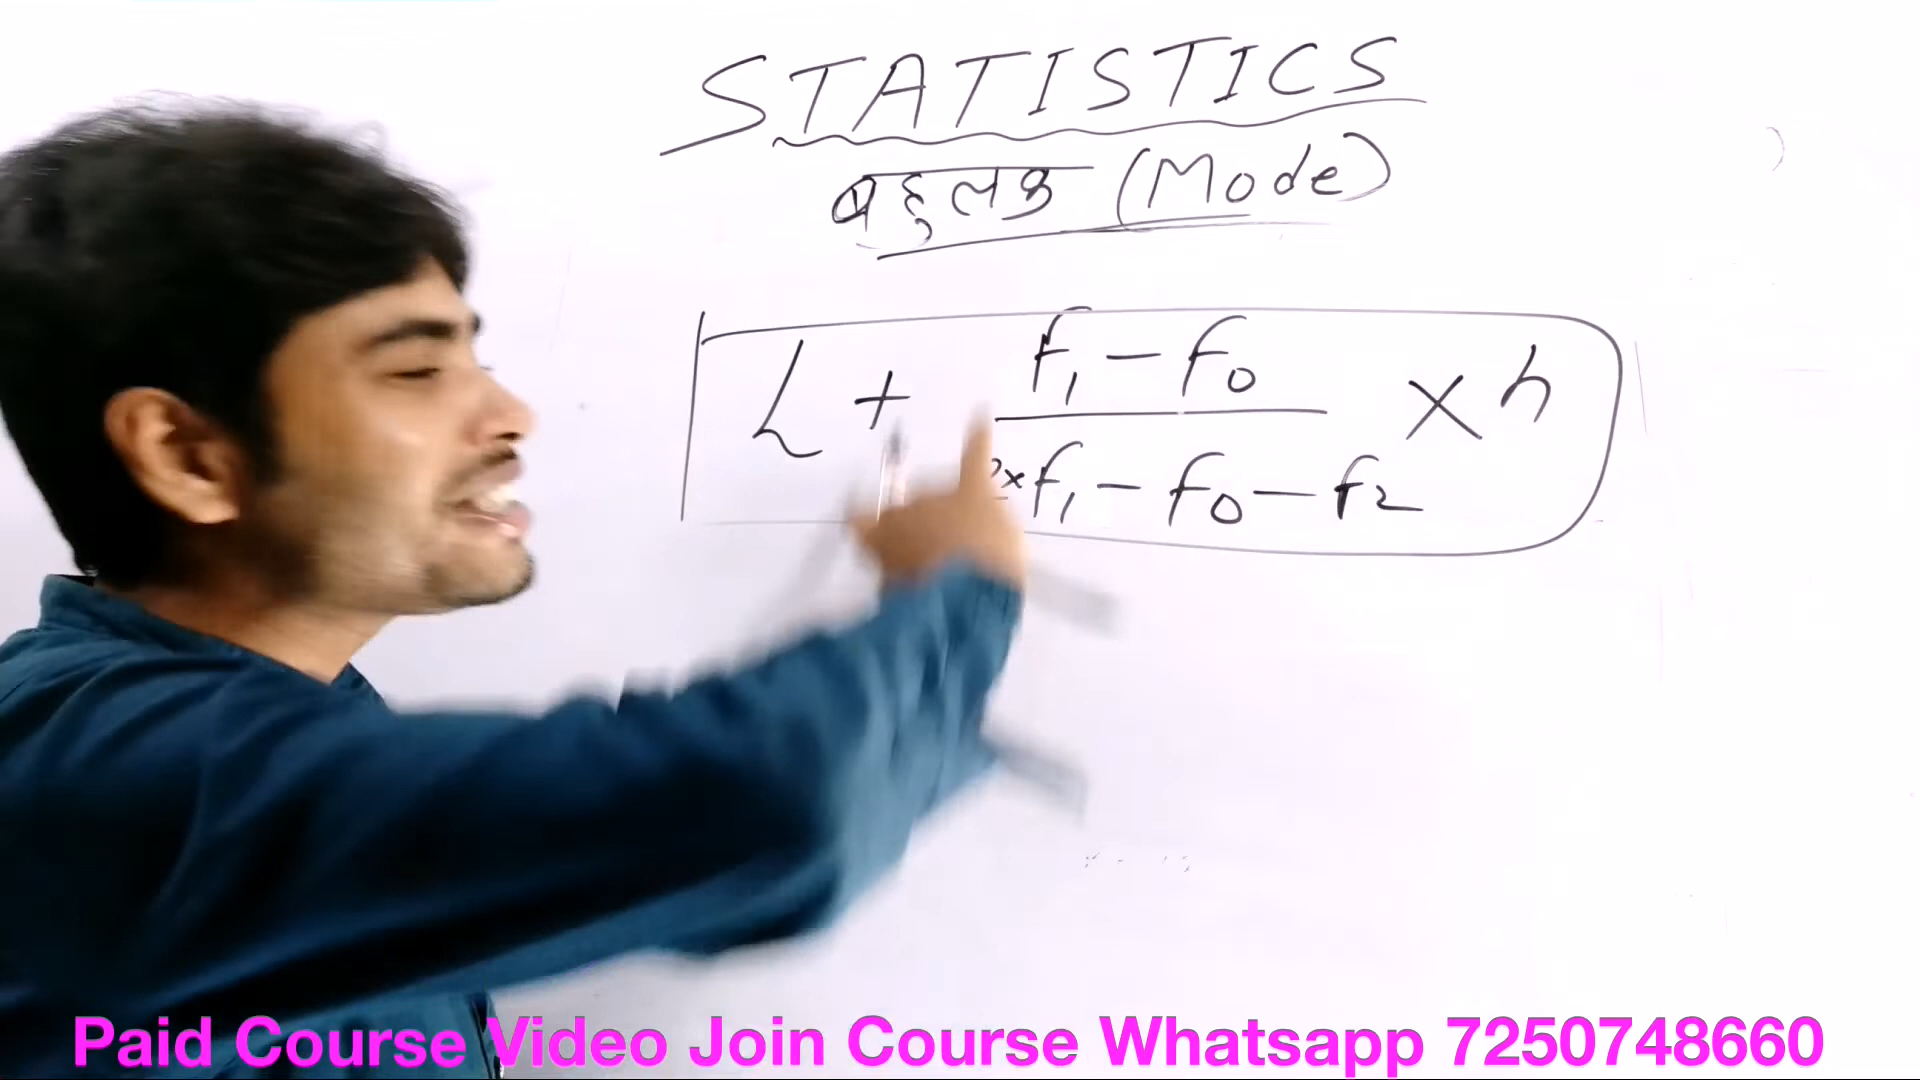 STATISTICS
बहुलक (Mode)
L + f₁ - f₀ / 2×f₁ - f₀ - f₂ × h
Paid Course Video Join Course Whatsapp 7250748660